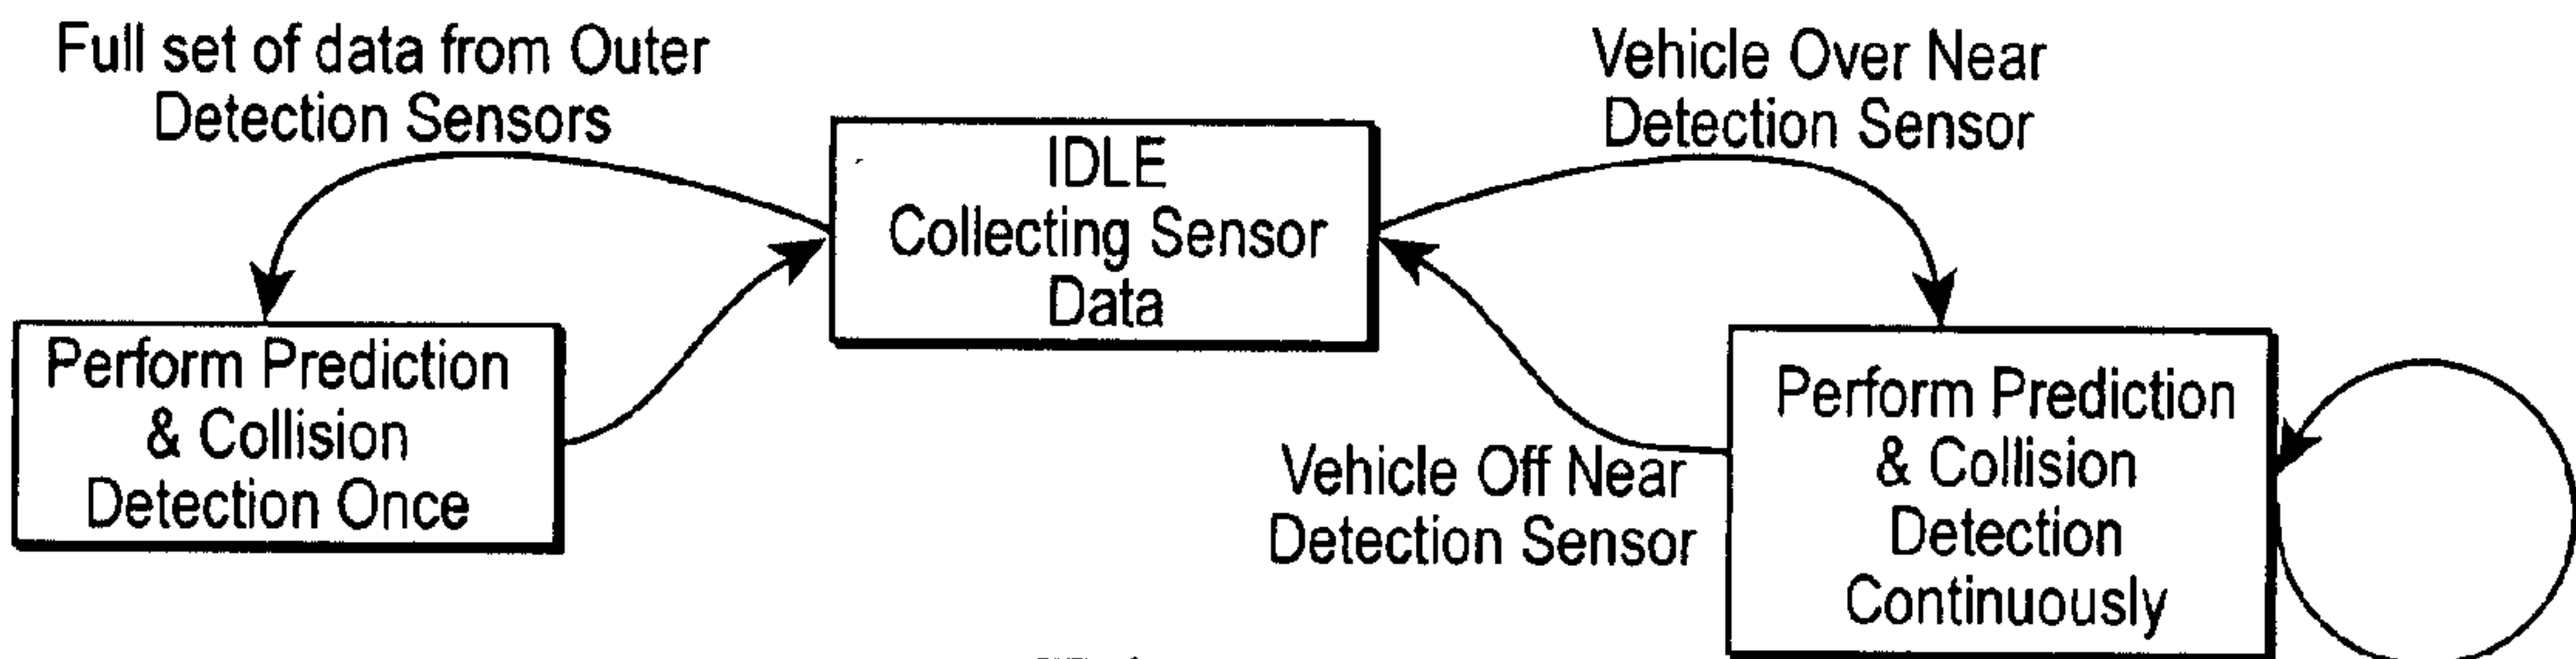 Full set of data from Outer
Detection Sensors
Vehicle Over Near
Detection Sensor
IDLE
Collecting Sensor
Data
Perform Prediction
& Collision
Detection Once
Vehicle Off Near
Detection Sensor
Perform Prediction
& Collision
Detection
Continuously